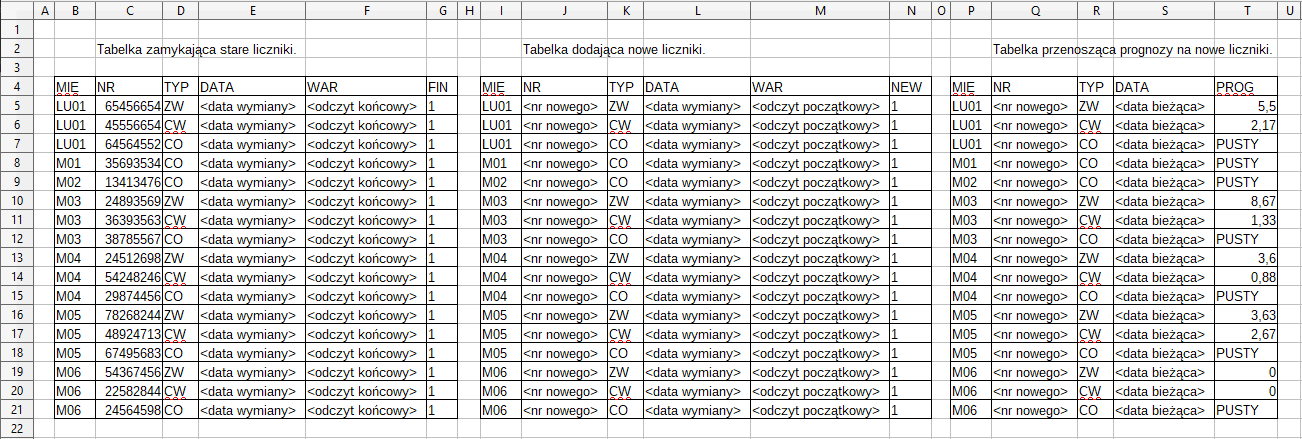 A B C D E F G H I J K L M N O P Q R S T U
1
2 Tabelka zamykająca stare liczniki. Tabelka dodająca nowe liczniki. Tabelka przenosząca prognozy na nowe liczniki.
3
4 MIE NR TYP DATA WAR FIN MIE NR TYP DATA WAR NEW MIE NR TYP DATA PROG
5 LU01 65456654 ZW <data wymiany> <odczyt końcowy> 1 LU01 <nr nowego> ZW <data wymiany> <odczyt początkowy> 1 LU01 <nr nowego> ZW <data bieżąca> 5,5
6 LU01 45556654 CW <data wymiany> <odczyt końcowy> 1 LU01 <nr nowego> CW <data wymiany> <odczyt początkowy> 1 LU01 <nr nowego> CW <data bieżąca> 2,17
7 LU01 64564552 CO <data wymiany> <odczyt końcowy> 1 LU01 <nr nowego> CO <data wymiany> <odczyt początkowy> 1 LU01 <nr nowego> CO <data bieżąca> PUSTY
8 M01 35693534 CO <data wymiany> <odczyt końcowy> 1 M01 <nr nowego> CO <data wymiany> <odczyt początkowy> 1 M01 <nr nowego> CO <data bieżąca> PUSTY
9 M02 13413476 CO <data wymiany> <odczyt końcowy> 1 M02 <nr nowego> CO <data wymiany> <odczyt początkowy> 1 M02 <nr nowego> CO <data bieżąca> PUSTY
10 M03 24893569 ZW <data wymiany> <odczyt końcowy> 1 M03 <nr nowego> ZW <data wymiany> <odczyt początkowy> 1 M03 <nr nowego> ZW <data bieżąca> 8,67
11 M03 36393563 CW <data wymiany> <odczyt końcowy> 1 M03 <nr nowego> CW <data wymiany> <odczyt początkowy> 1 M03 <nr nowego> CW <data bieżąca> 1,33
12 M03 38785567 CO <data wymiany> <odczyt końcowy> 1 M03 <nr nowego> CO <data wymiany> <odczyt początkowy> 1 M03 <nr nowego> CO <data bieżąca> PUSTY
13 M04 24512698 ZW <data wymiany> <odczyt końcowy> 1 M04 <nr nowego> ZW <data wymiany> <odczyt początkowy> 1 M04 <nr nowego> ZW <data bieżąca> 3,6
14 M04 54248246 CW <data wymiany> <odczyt końcowy> 1 M04 <nr nowego> CW <data wymiany> <odczyt początkowy> 1 M04 <nr nowego> CW <data bieżąca> 0,88
15 M04 29874456 CO <data wymiany> <odczyt końcowy> 1 M04 <nr nowego> CO <data wymiany> <odczyt początkowy> 1 M04 <nr nowego> CO <data bieżąca> PUSTY
16 M05 78268244 ZW <data wymiany> <odczyt końcowy> 1 M05 <nr nowego> ZW <data wymiany> <odczyt początkowy> 1 M05 <nr nowego> ZW <data bieżąca> 3,63
17 M05 48924713 CW <data wymiany> <odczyt końcowy> 1 M05 <nr nowego> CW <data wymiany> <odczyt początkowy> 1 M05 <nr nowego> CW <data bieżąca> 2,67
18 M05 67495683 CO <data wymiany> <odczyt końcowy> 1 M05 <nr nowego> CO <data wymiany> <odczyt początkowy> 1 M05 <nr nowego> CO <data bieżąca> PUSTY
19 M06 54367456 ZW <data wymiany> <odczyt końcowy> 1 M06 <nr nowego> ZW <data wymiany> <odczyt początkowy> 1 M06 <nr nowego> ZW <data bieżąca> 0
20 M06 22582844 CW <data wymiany> <odczyt końcowy> 1 M06 <nr nowego> CW <data wymiany> <odczyt początkowy> 1 M06 <nr nowego> CW <data bieżąca> 0
21 M06 24564598 CO <data wymiany> <odczyt końcowy> 1 M06 <nr nowego> CO <data wymiany> <odczyt początkowy> 1 M06 <nr nowego> CO <data bieżąca> PUSTY
22